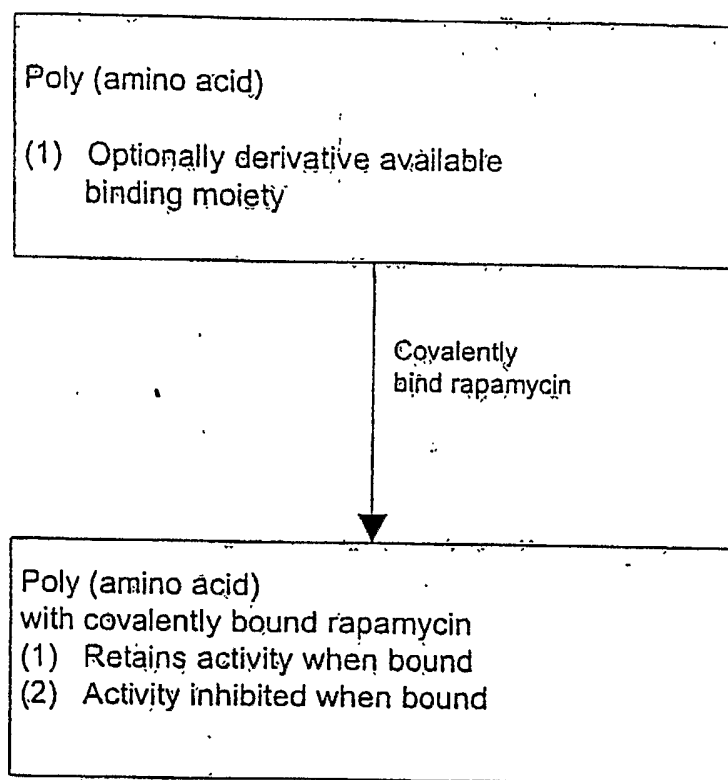 Poly (amino acid)
(1) Optionally derivative available
binding moiety
Covalently
bind rapamycin
Poly (amino acid)
with covalently bound rapamycin
(1) Retains activity when bound
(2) Activity inhibited when bound